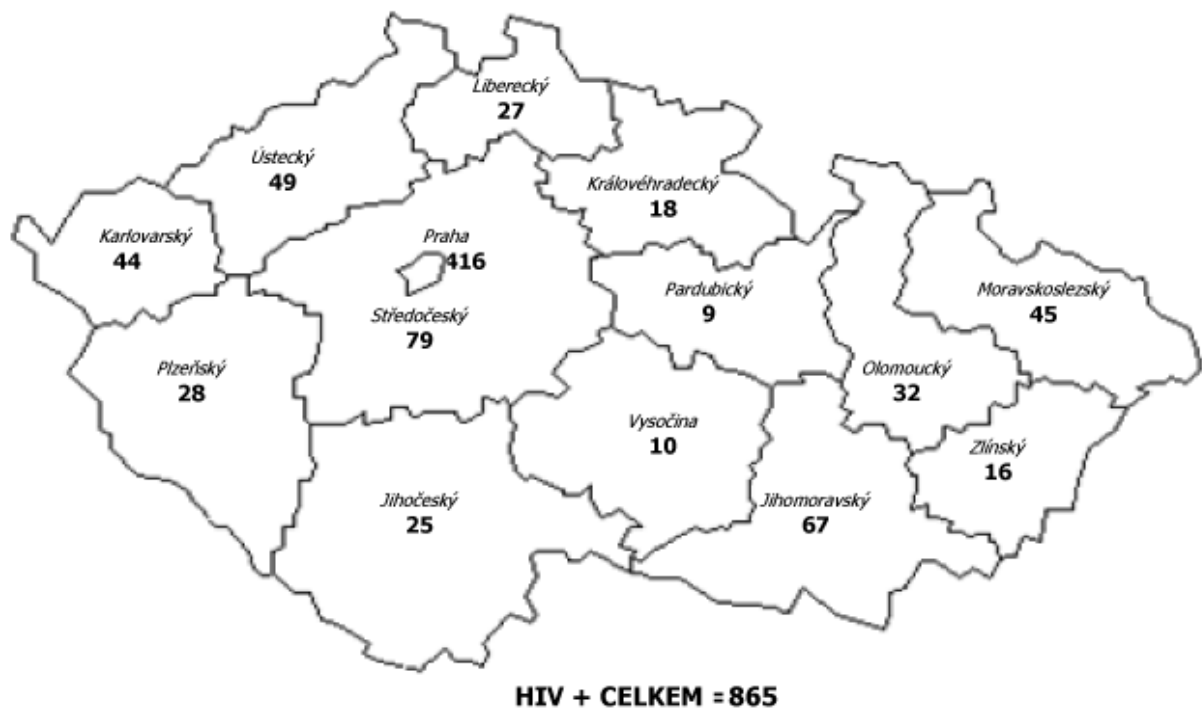 Liberecký
27
Ústecký
49
Královéhradecký
18
Karlovarský
44
Praha
416
Středočeský
79
Pardubický
9
Moravskoslezský
45
Plzeňský
28
Olomoucký
32
Vysočina
10
Zlínský
16
Jihočeský
25
Jihomoravský
67
HIV + CELKEM = 865